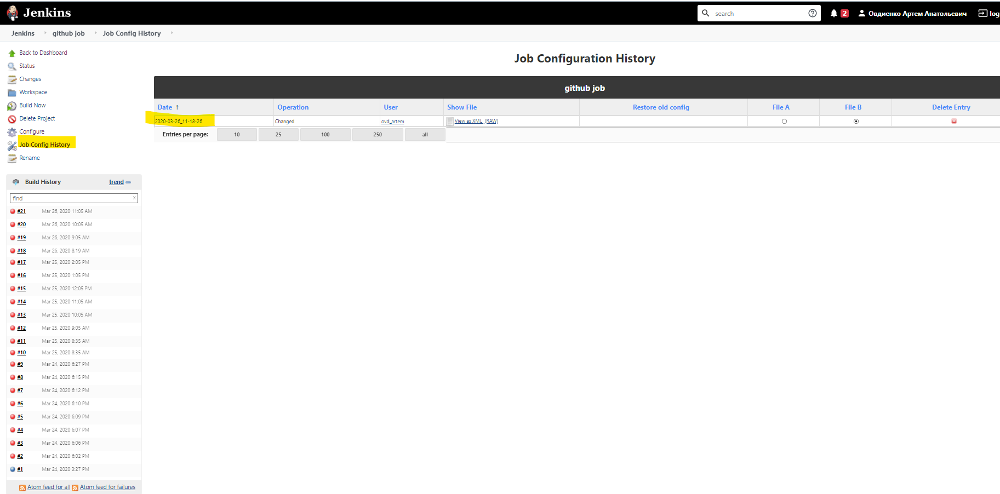 Jenkins
search
2
Овдиенко Артем Анатольевич
log
Jenkins
github job
Job Config History
Back to Dashboard
Status
Changes
Workspace
Build Now
Delete Project
Configure
Job Config History
Rename
Build History
trend
find
x
#21 Mar 26, 2020 11:05 AM
#20 Mar 26, 2020 10:05 AM
#19 Mar 26, 2020 9:05 AM
#18 Mar 26, 2020 8:19 AM
#17 Mar 25, 2020 2:05 PM
#16 Mar 25, 2020 1:05 PM
#15 Mar 25, 2020 12:05 PM
#14 Mar 25, 2020 11:05 AM
#13 Mar 25, 2020 10:05 AM
#12 Mar 25, 2020 9:05 AM
#11 Mar 25, 2020 8:35 AM
#10 Mar 25, 2020 8:35 AM
#9 Mar 24, 2020 6:27 PM
#8 Mar 24, 2020 6:15 PM
#7 Mar 24, 2020 6:12 PM
#6 Mar 24, 2020 6:10 PM
#5 Mar 24, 2020 6:09 PM
#4 Mar 24, 2020 6:07 PM
#3 Mar 24, 2020 6:06 PM
#2 Mar 24, 2020 6:02 PM
#1 Mar 24, 2020 3:27 PM
Atom feed for all Atom feed for failures
Job Configuration History
github job
Date ↑ Operation User Show File Restore old config File A File B Delete Entry
2020-03-26_11-18-26 Changed ovd_artem View as XML (RAW)
Entries per page: 10 25 100 250 all